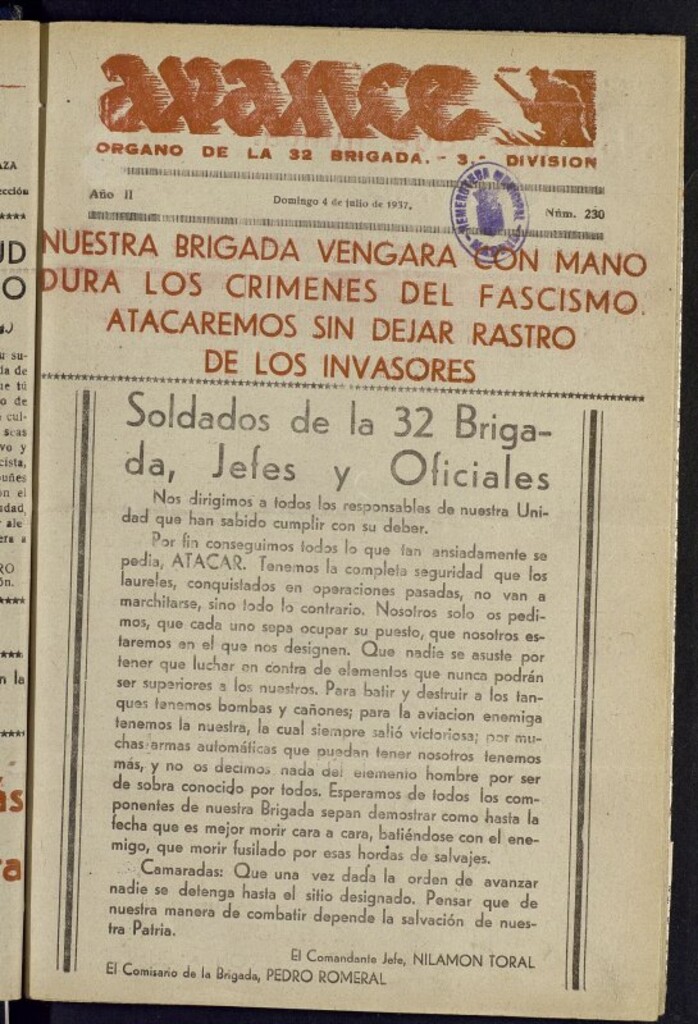 avance
ORGANO DE LA 32 BRIGADA. - 3.ª DIVISION
Año II
Domingo 4 de julio de 1937.
Núm. 230
HEMEROTECA MUNICIPAL
MADRID
NUESTRA BRIGADA VENGARA CON MANO
DURA LOS CRIMENES DEL FASCISMO.
ATACAREMOS SIN DEJAR RASTRO
DE LOS INVASORES
Soldados de la 32 Briga-
da, Jefes y Oficiales
Nos dirigimos a todos los responsables de nuestra Uni-
dad que han sabido cumplir con su deber.
Por fin conseguimos todos lo que tan ansiadamente se
pedia, ATACAR. Tenemos la completa seguridad que los
laureles, conquistados en operaciones pasadas, no van a
marchitarse, sino todo lo contrario. Nosotros solo os pedi-
mos, que cada uno sepa ocupar su puesto, que nosotros es-
taremos en el que nos designen. Que nadie se asuste por
tener que luchar en contra de elementos que nunca podrán
ser superiores a los nuestros. Para batir y destruir a los tan-
ques tenemos bombas y cañones; para la aviacion enemiga
tenemos la nuestra, la cual siempre salió victoriosa; por mu-
chas armas automáticas que puedan tener nosotros tenemos
más, y no os decimos nada del elemento hombre por ser
de sobra conocido por todos. Esperamos de todos los com-
ponentes de nuestra Brigada sepan demostrar como hasta la
fecha que es mejor morir cara a cara, batiéndose con el ene-
migo, que morir fusilado por esas hordas de salvajes.
Camaradas: Que una vez dada la orden de avanzar
nadie se detenga hasta el sitio designado. Pensar que de
nuestra manera de combatir depende la salvación de nues-
tra Patria.
El Comandante Jefe, NILAMON TORAL
El Comisario de la Brigada, PEDRO ROMERAL